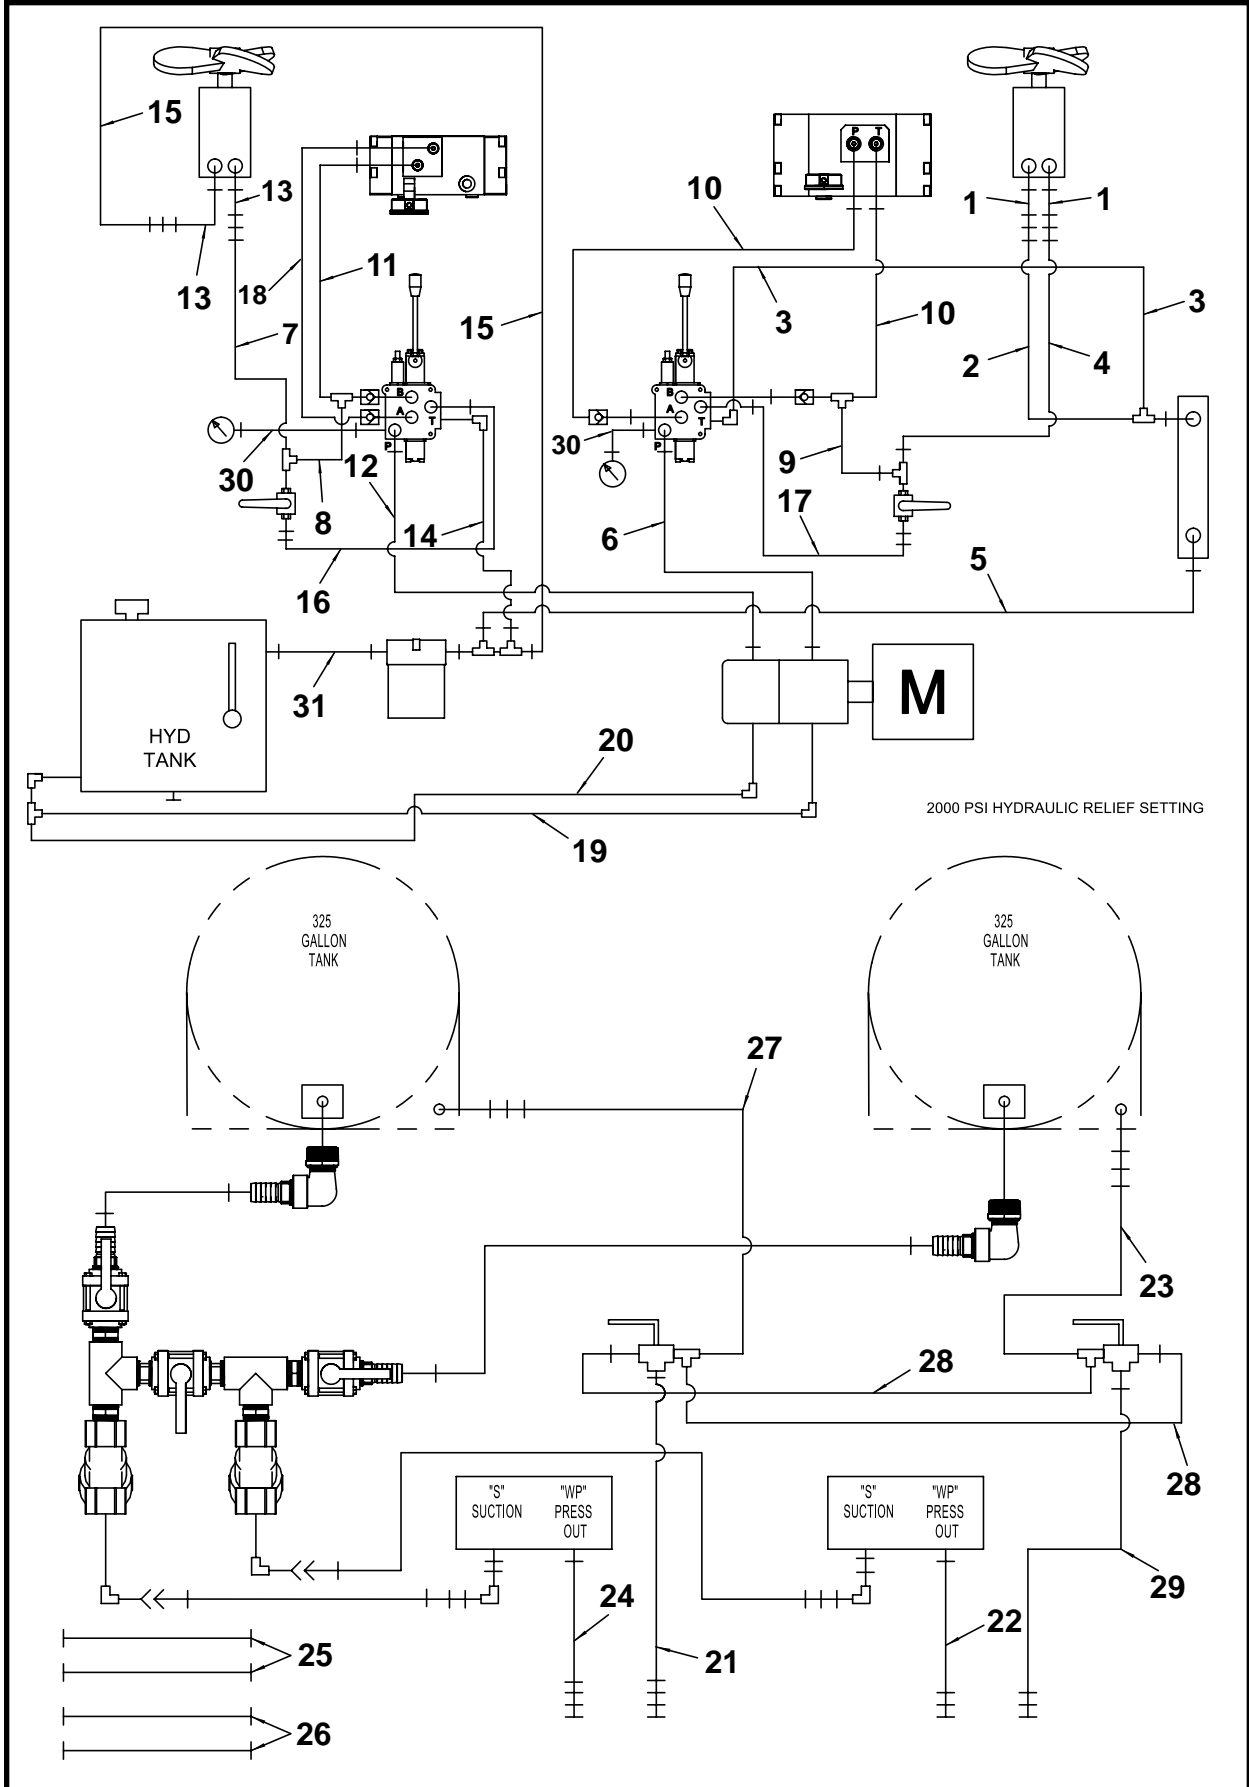 15
13
13
18
11
7
15
10
P T
1
1
3
10
3
2
4
B
A
T
P
B
A
T
P
30
30
12
8
14
6
9
17
16
5
31
M
HYD
TANK
20
2000 PSI HYDRAULIC RELIEF SETTING
19
325
GALLON
TANK
325
GALLON
TANK
27
23
28
28
"S"
SUCTION
"WP"
PRESS
OUT
"S"
SUCTION
"WP"
PRESS
OUT
24
21
22
29
25
26